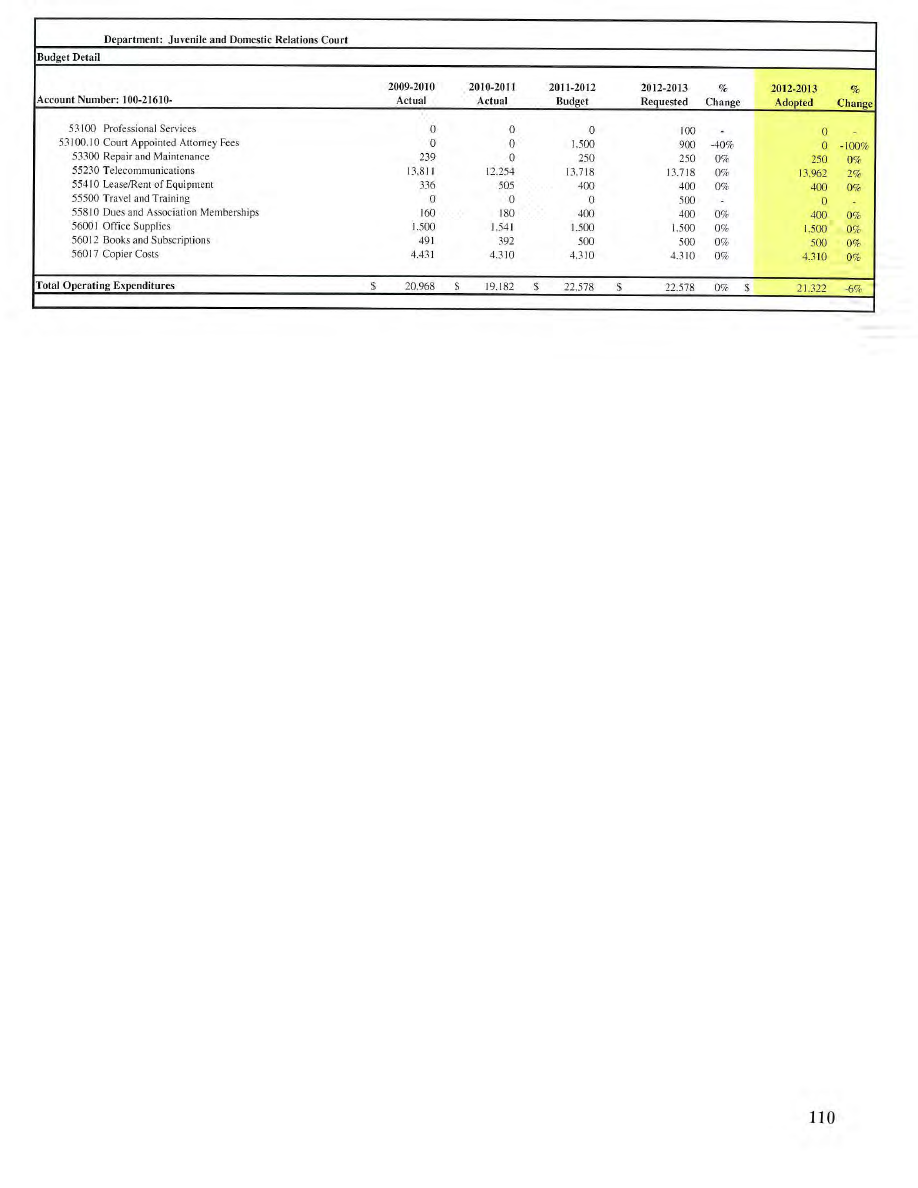 Department: Juvenile and Domestic Relations Court
Budget Detail
2009-2010 2010-2011 2011-2012 2012-2013 % 2012-2013 %
Account Number: 100-21610- Actual Actual Budget Requested Change Adopted Change
53100 Professional Services 0 0 0 100 - 0 -
53100.10 Court Appointed Attorney Fees 0 0 1,500 900 -40% 0 -100%
53300 Repair and Maintenance 239 0 250 250 0% 250 0%
55230 Telecommunications 13,811 12,254 13,718 13,718 0% 13,962 2%
55410 Lease/Rent of Equipment 336 505 400 400 0% 400 0%
55500 Travel and Training 0 0 0 500 - 0 -
55810 Dues and Association Memberships 160 180 400 400 0% 400 0%
56001 Office Supplies 1,500 1,541 1,500 1,500 0% 1,500 0%
56012 Books and Subscriptions 491 392 500 500 0% 500 0%
56017 Copier Costs 4,431 4,310 4,310 4,310 0% 4,310 0%
Total Operating Expenditures $ 20,968 $ 19,182 $ 22,578 $ 22,578 0% $ 21,322 -6%
110